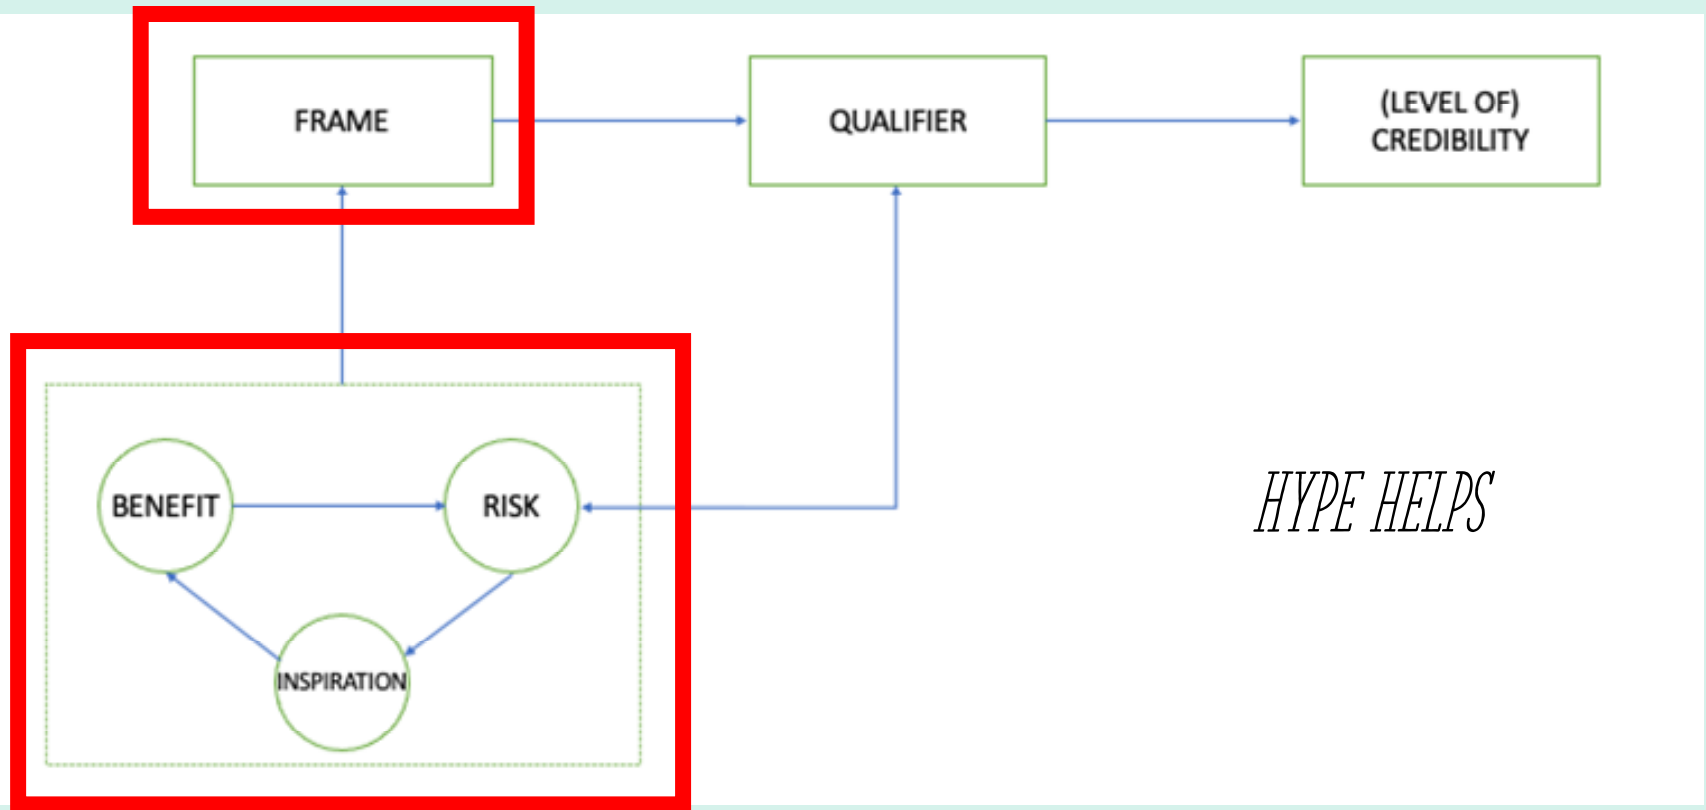 FRAME
QUALIFIER
(LEVEL OF)
CREDIBILITY
BENEFIT
RISK
INSPIRATION
HYPE HELPS